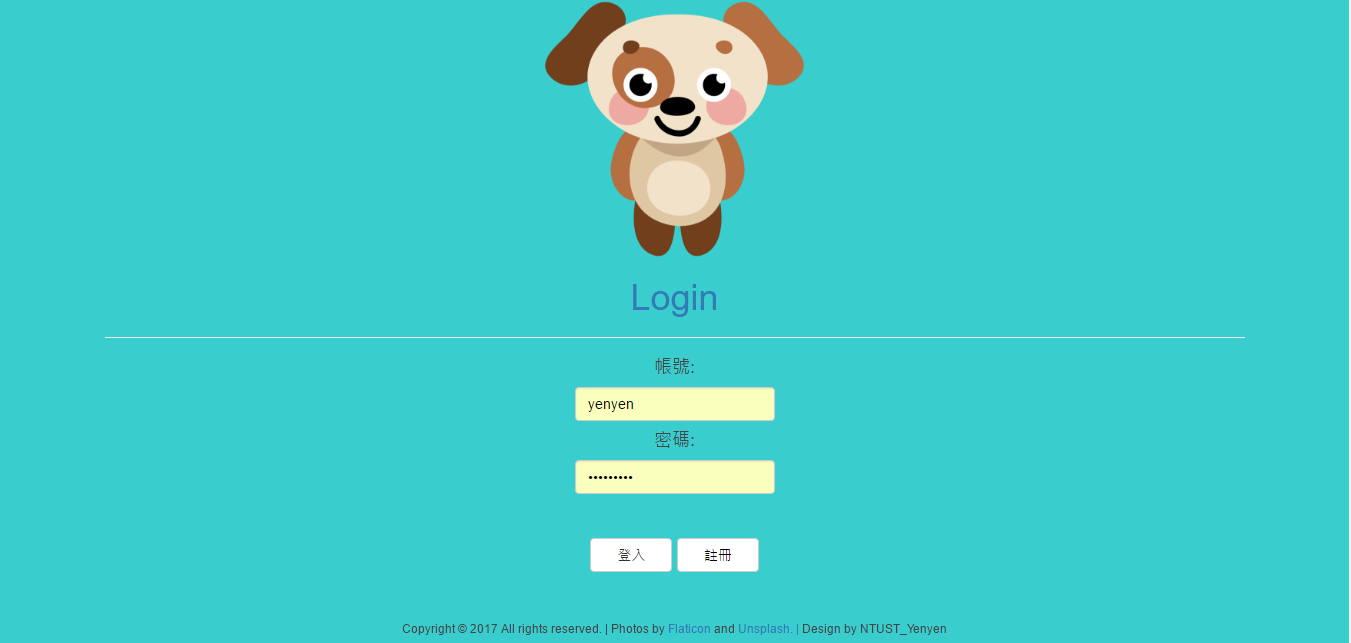 Login
帳號:
yenyen
密碼:
•••••••••
登入 註冊
Copyright © 2017 All rights reserved. | Photos by Flaticon and Unsplash. | Design by NTUST_Yenyen